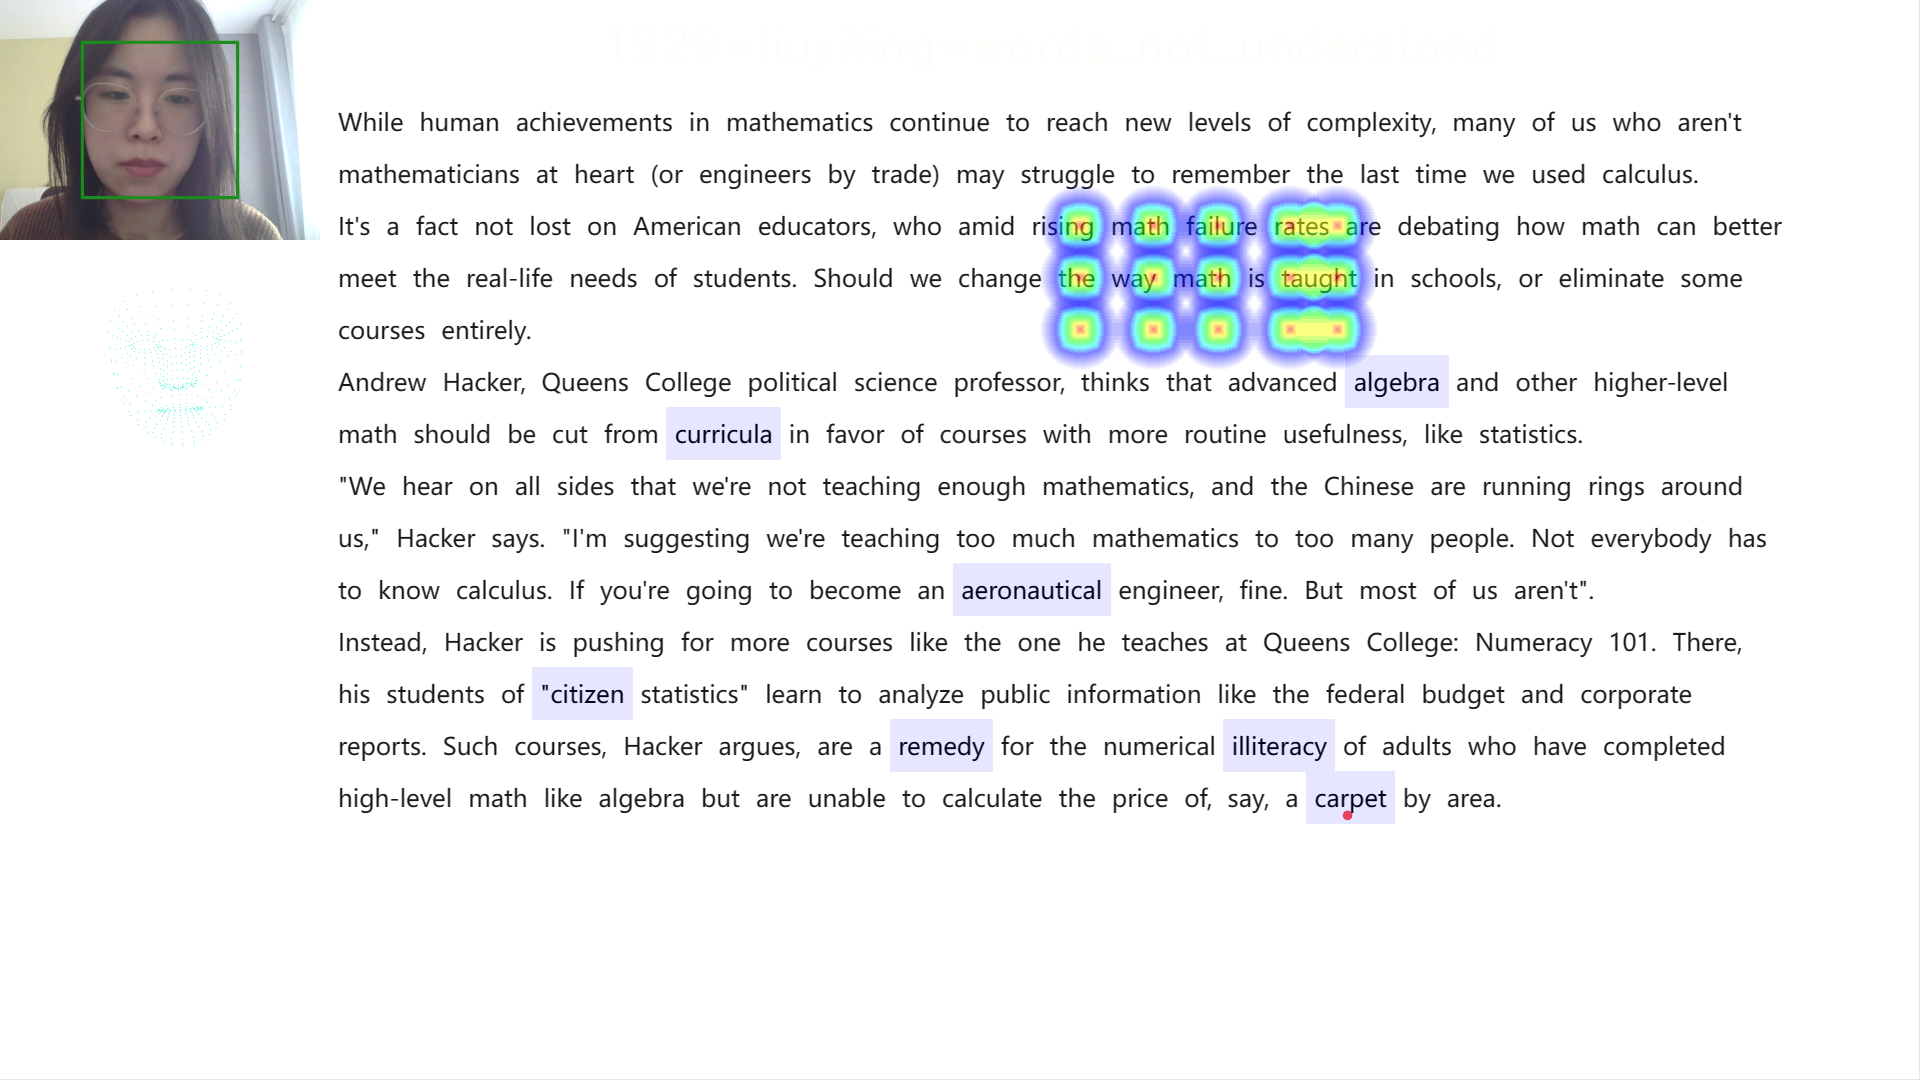 1929-liuyiting-words_not_understand
While human achievements in mathematics continue to reach new levels of complexity, many of us who aren't
mathematicians at heart (or engineers by trade) may struggle to remember the last time we used calculus.
It's a fact not lost on American educators, who amid rising math failure rates are debating how math can better
meet the real-life needs of students. Should we change the way math is taught in schools, or eliminate some
courses entirely.
Andrew Hacker, Queens College political science professor, thinks that advanced algebra and other higher-level
math should be cut from curricula in favor of courses with more routine usefulness, like statistics.
"We hear on all sides that we're not teaching enough mathematics, and the Chinese are running rings around
us," Hacker says. "I'm suggesting we're teaching too much mathematics to too many people. Not everybody has
to know calculus. If you're going to become an aeronautical engineer, fine. But most of us aren't".
Instead, Hacker is pushing for more courses like the one he teaches at Queens College: Numeracy 101. There,
his students of "citizen statistics" learn to analyze public information like the federal budget and corporate
reports. Such courses, Hacker argues, are a remedy for the numerical illiteracy of adults who have completed
high-level math like algebra but are unable to calculate the price of, say, a carpet by area.